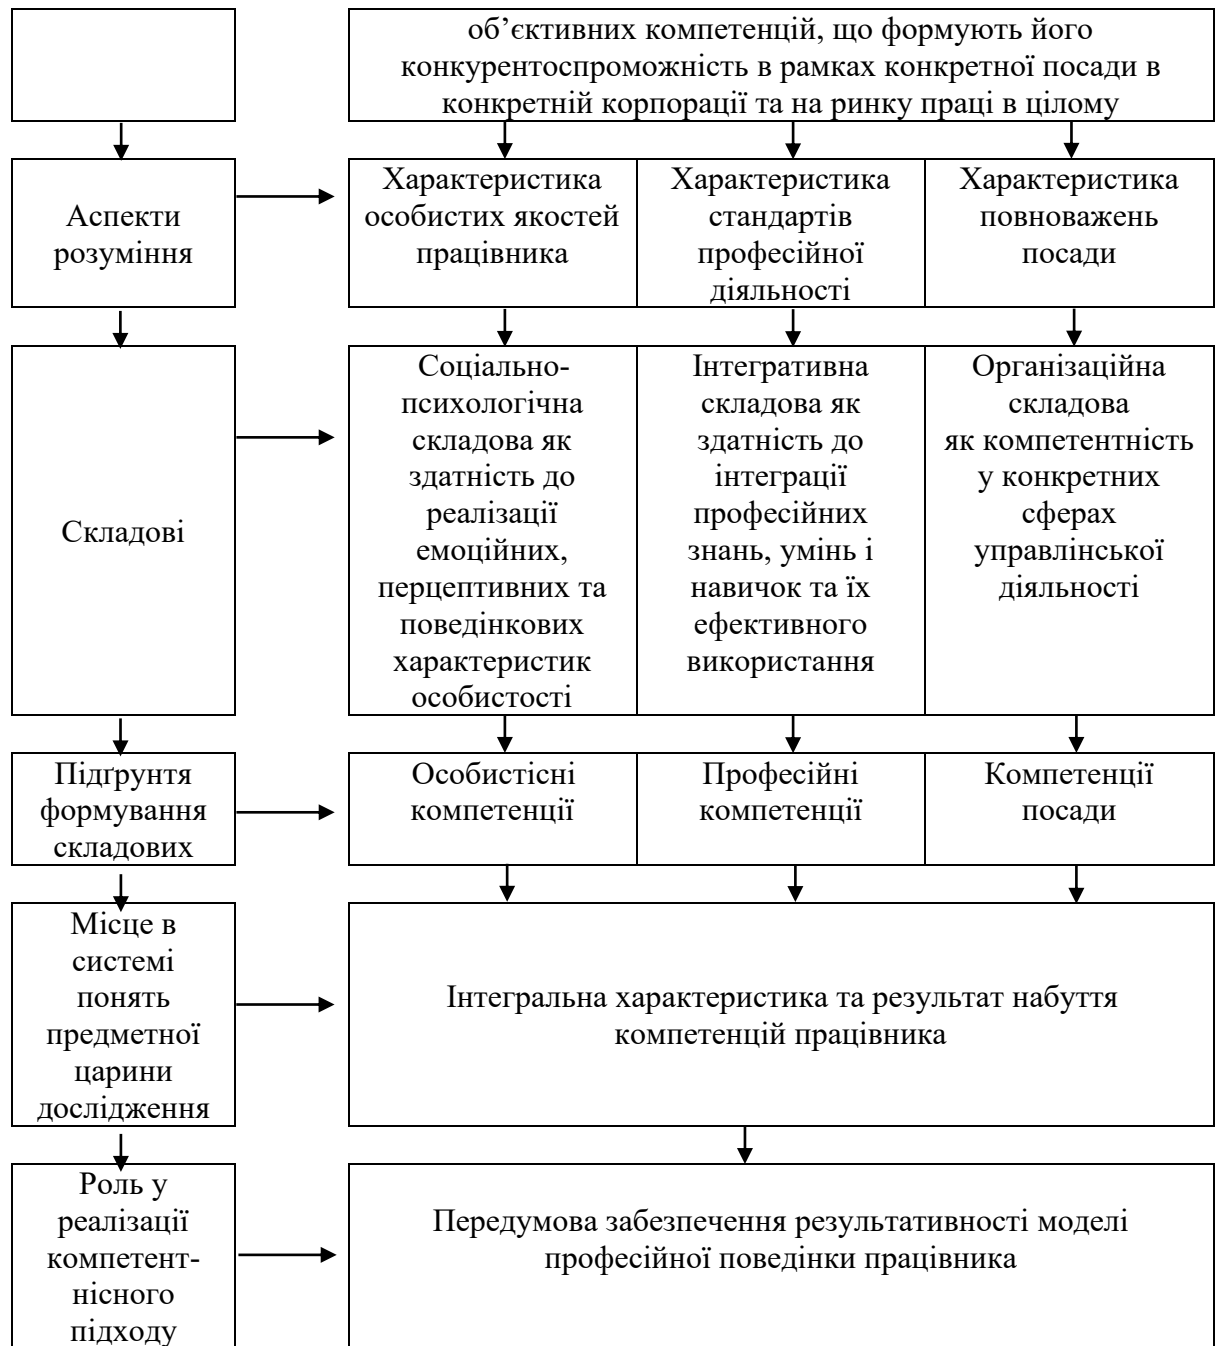 об’єктивних компетенцій, що формують його
конкурентоспроможність в рамках конкретної посади в
конкретній корпорації та на ринку праці в цілому
Аспекти
розуміння
Характеристика
особистих якостей
працівника
Характеристика
стандартів
професійної
діяльності
Характеристика
повноважень
посади
Складові
Соціально-
психологічна
складова як
здатність до
реалізації
емоційних,
перцептивних та
поведінкових
характеристик
особистості
Інтегративна
складова як
здатність до
інтеграції
професійних
знань, умінь і
навичок та їх
ефективного
використання
Організаційна
складова
як компетентність
у конкретних
сферах
управлінської
діяльності
Підґрунтя
формування
складових
Особистісні
компетенції
Професійні
компетенції
Компетенції
посади
Місце в
системі
понять
предметної
царини
дослідження
Інтегральна характеристика та результат набуття
компетенцій працівника
Роль у
реалізації
компетент-
нісного
підходу
Передумова забезпечення результативності моделі
професійної поведінки працівника